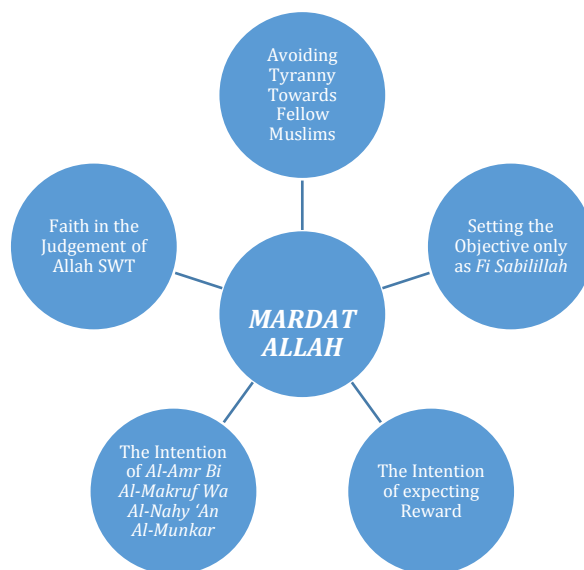 Avoiding
Tyranny
Towards
Fellow
Muslims
Setting the
Objective only
as Fi Sabilillah
The Intention
of expecting
Reward
The Intention
of Al-Amr Bi
Al-Makruf Wa
Al-Nahy ‘An
Al-Munkar
Faith in the
Judgement of
Allah SWT
MARDAT
ALLAH